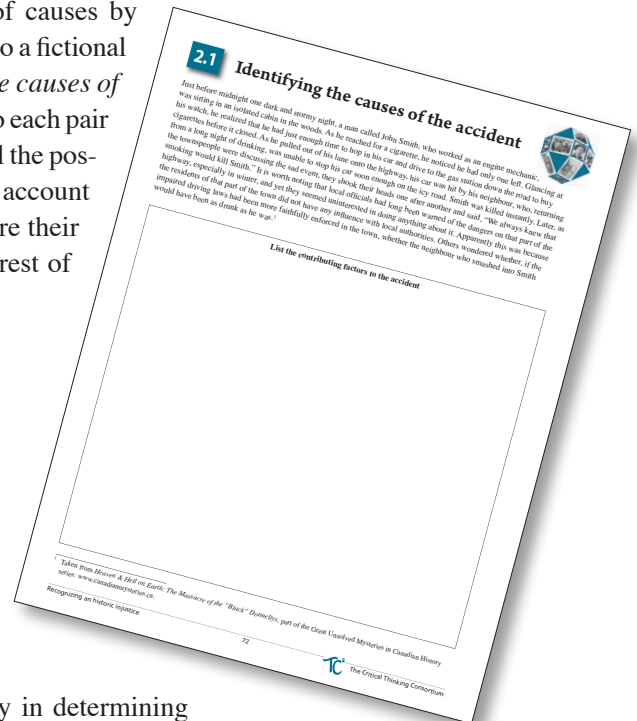 of causes by
o a fictional
e causes of
o each pair
l the pos-
account
re their
rest of
2.1
Identifying the causes of the accident
Just before midnight one dark and stormy night, a man called John Smith, who worked as an engine mechanic,
was sitting in an isolated cabin in the woods. As he reached for a cigarette, he noticed he had only one left. Glancing at
his watch, he realized that he had just enough time to hop in his car and drive to the gas station down the road to buy
cigarettes before it closed. As he pulled out of his lane onto the highway, his car was hit by his neighbour, who, returning
from a long night of drinking, was unable to stop his car soon enough on the icy road. Smith was killed instantly. Later, as
the townspeople were discussing the sad event, they shook their heads one after another and said, "We always knew that
smoking would kill Smith." It is worth noting that local officials had long been warned of the dangers on that part of the
highway, especially in winter, and yet they seemed uninterested in doing anything about it. Apparently this was because
the residents of that part of the town did not have any influence with local authorities. Others wondered whether, if the
impaired driving laws had been more faithfully enforced in the town, whether the neighbour who smashed into Smith
would have been as drunk as he was.¹
List the contributing factors to the accident
¹ Taken from Heaven & Hell on Earth: The Massacre of the "Black" Donnellys, part of the Great Unsolved Mysteries in Canadian History
series: www.canadianmysteries.ca.
Recognizing an historic injustice
72
TC² The Critical Thinking Consortium
y in determining